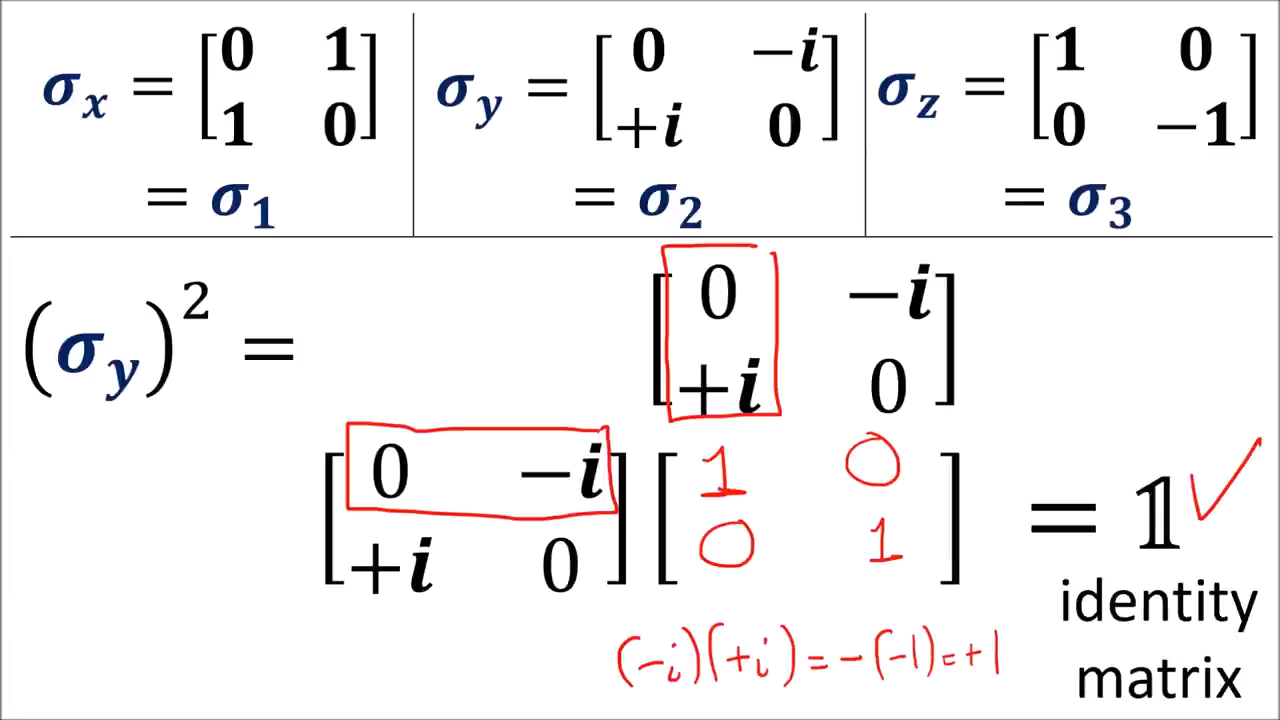 σx = [0 1
1 0]
= σ1
σy = [0 −i
+i 0]
= σ2
σz = [1 0
0 −1]
= σ3
(σy)² =
[0 −i
+i 0]
[0 −i
+i 0] [1 0
0 1] = 𝟙
identity
matrix
(−i)(+i) = −(−1) = +1